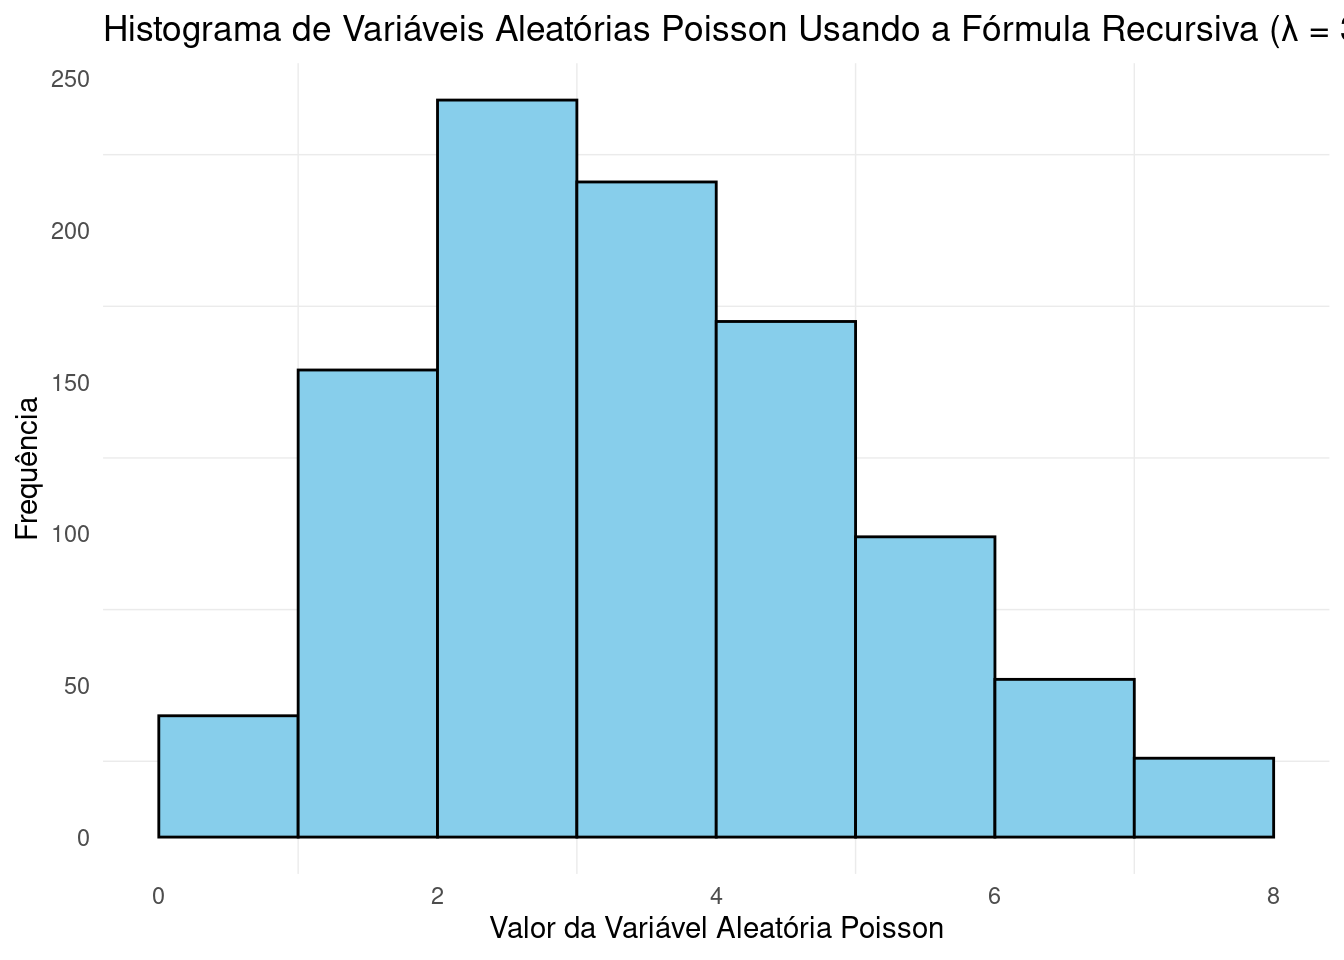 Histograma de Variáveis Aleatórias Poisson Usando a Fórmula Recursiva (λ =
250
200
150
100
50
0
Frequência
0 2 4 6 8
Valor da Variável Aleatória Poisson